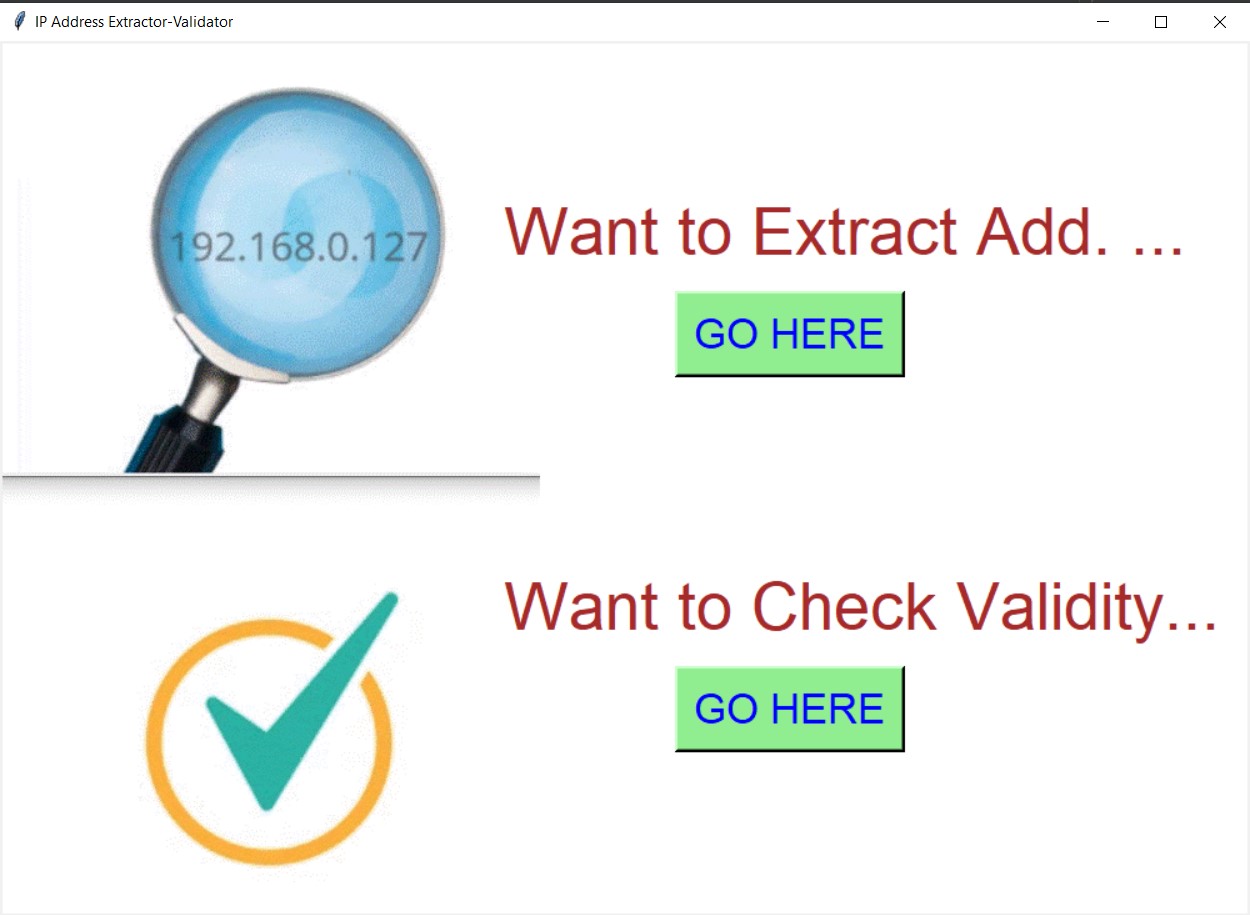 IP Address Extractor-Validator
192.168.0.127
Want to Extract Add. ...
GO HERE
Want to Check Validity...
GO HERE